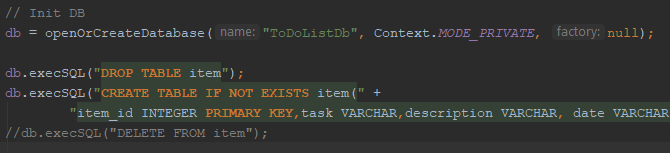 // Init DB
db = openOrCreateDatabase( name: "ToDoListDb", Context.MODE_PRIVATE, factory: null);
db.execSQL("DROP TABLE item");
db.execSQL("CREATE TABLE IF NOT EXISTS item(" +
"item_id INTEGER PRIMARY KEY,task VARCHAR,description VARCHAR, date VARCHAR
//db.execSQL("DELETE FROM item");